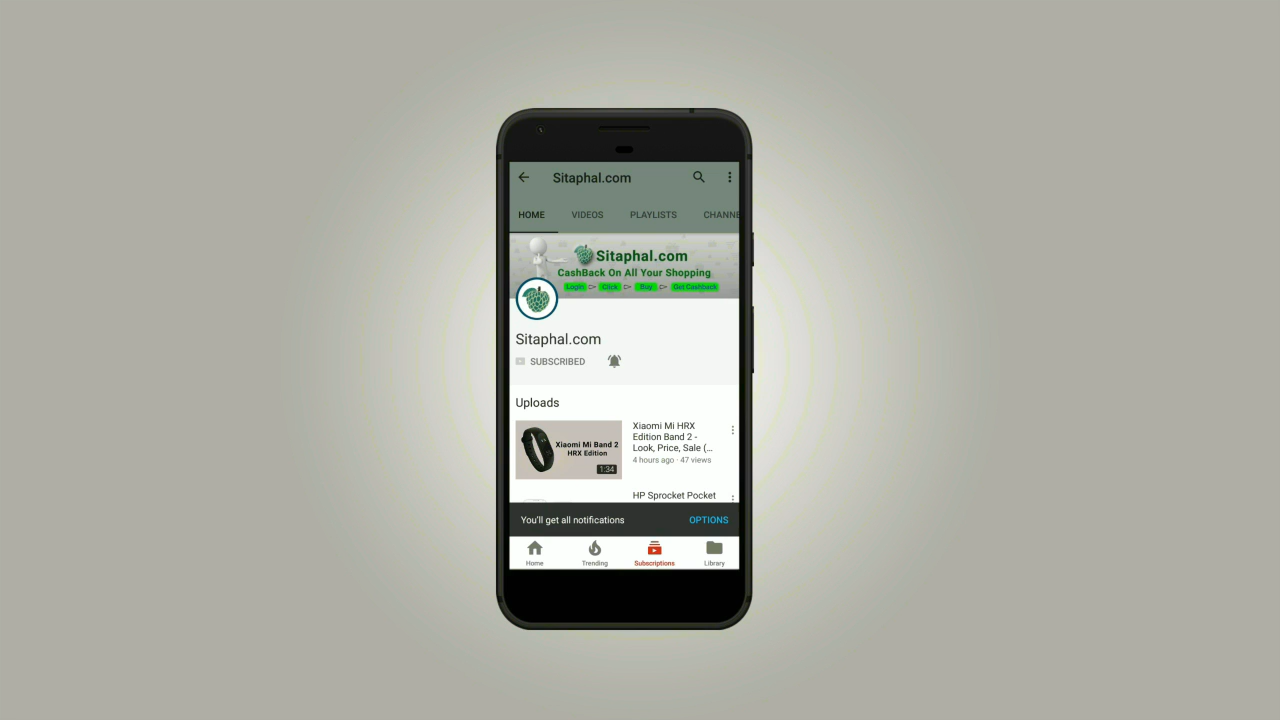 Sitaphal.com
HOME VIDEOS PLAYLISTS CHANNE
Sitaphal.com
CashBack On All Your Shopping
Login Click Buy Get Cashback
Sitaphal.com
SUBSCRIBED
Uploads
Xiaomi Mi Band 2
HRX Edition
1:34
Xiaomi Mi HRX
Edition Band 2 -
Look, Price, Sale (...
4 hours ago · 47 views
HP Sprocket Pocket
You'll get all notifications OPTIONS
Home Trending Subscriptions Library